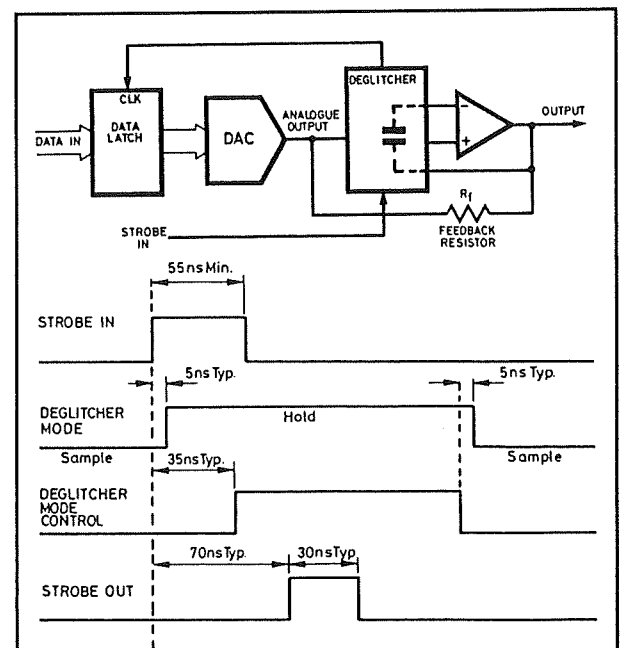 DEGLITCHER
CLK
DATA
LATCH
DATA IN
DAC
ANALOGUE
OUTPUT
-
+
OUTPUT
Rf
FEEDBACK
RESISTOR
STROBE
IN
55ns Min.
STROBE IN
5ns Typ.
5ns Typ.
DEGLITCHER
MODE
Hold
Sample
Sample
35ns Typ.
DEGLITCHER
MODE
CONTROL
70ns Typ.
30ns Typ
STROBE OUT